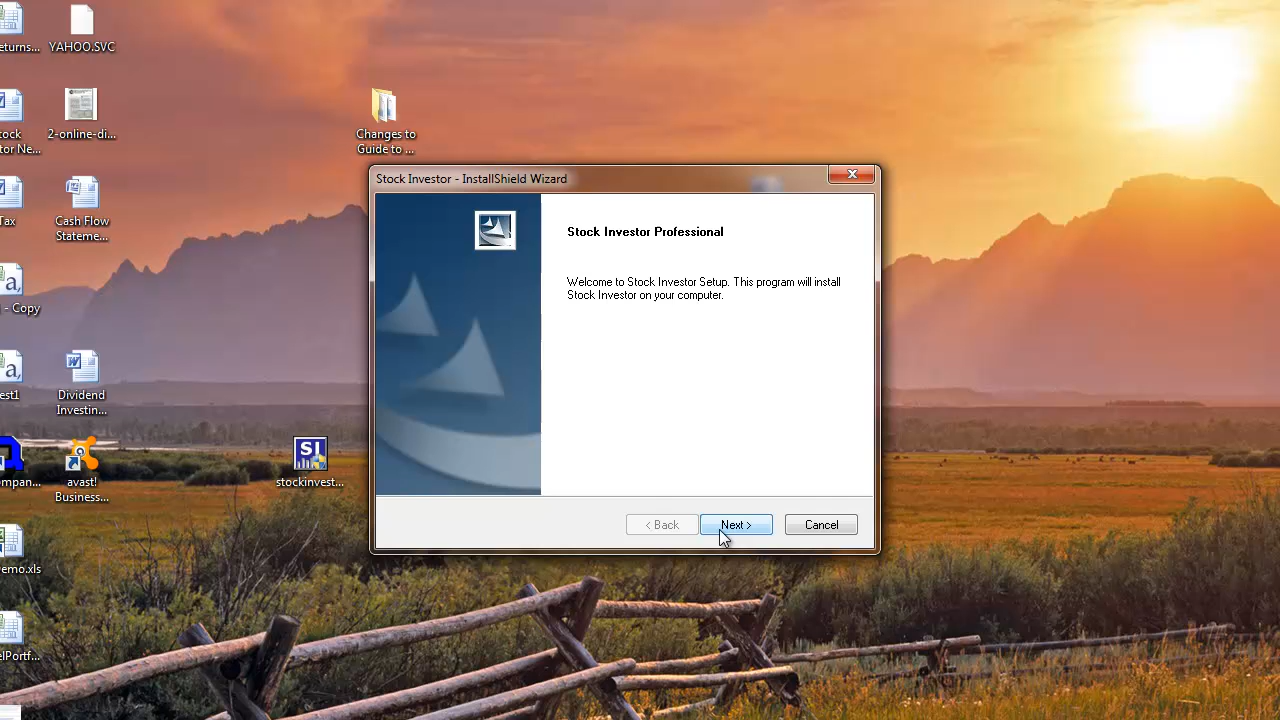 eturns...
YAHOO.SVC
tock
tor Ne...
2-online-di...
Changes to
Guide to ...
Tax
Cash Flow
Stateme...
- Copy
est1
Dividend
Investin...
ompan...
avast!
Business...
SI
stockinvest...
emo.xls
elPortf...
Stock Investor - InstallShield Wizard
Stock Investor Professional
Welcome to Stock Investor Setup. This program will install
Stock Investor on your computer.
< Back
Next >
Cancel